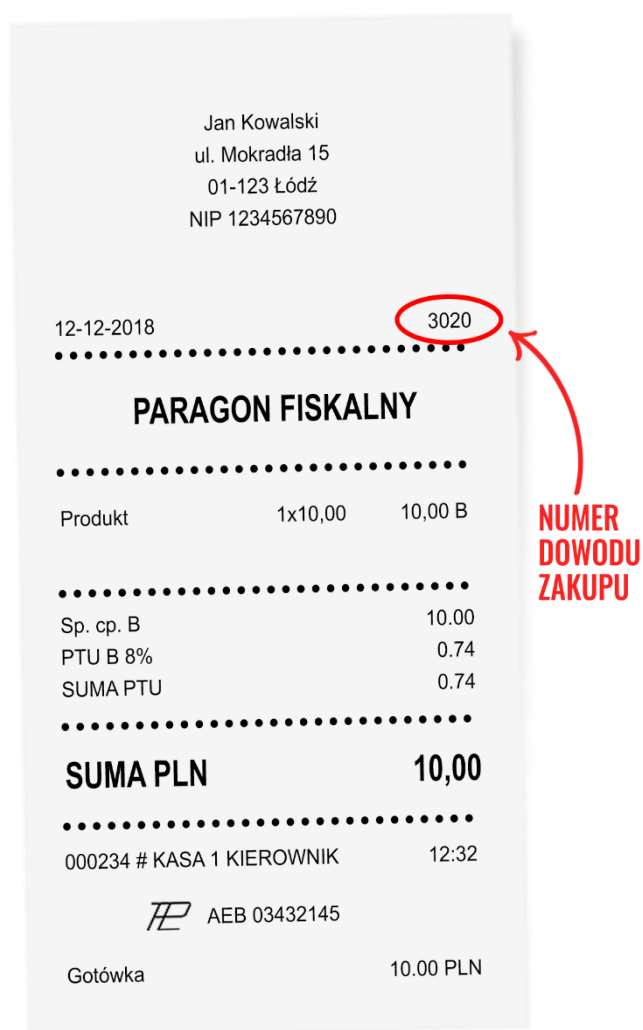 Jan Kowalski
ul. Mokradła 15
01-123 Łódź
NIP 1234567890
12-12-2018 3020
PARAGON FISKALNY
Produkt 1x10,00 10,00 B
NUMER
DOWODU
ZAKUPU
Sp. cp. B 10.00
PTU B 8% 0.74
SUMA PTU 0.74
SUMA PLN 10,00
000234 # KASA 1 KIEROWNIK 12:32
AEB 03432145
Gotówka 10.00 PLN